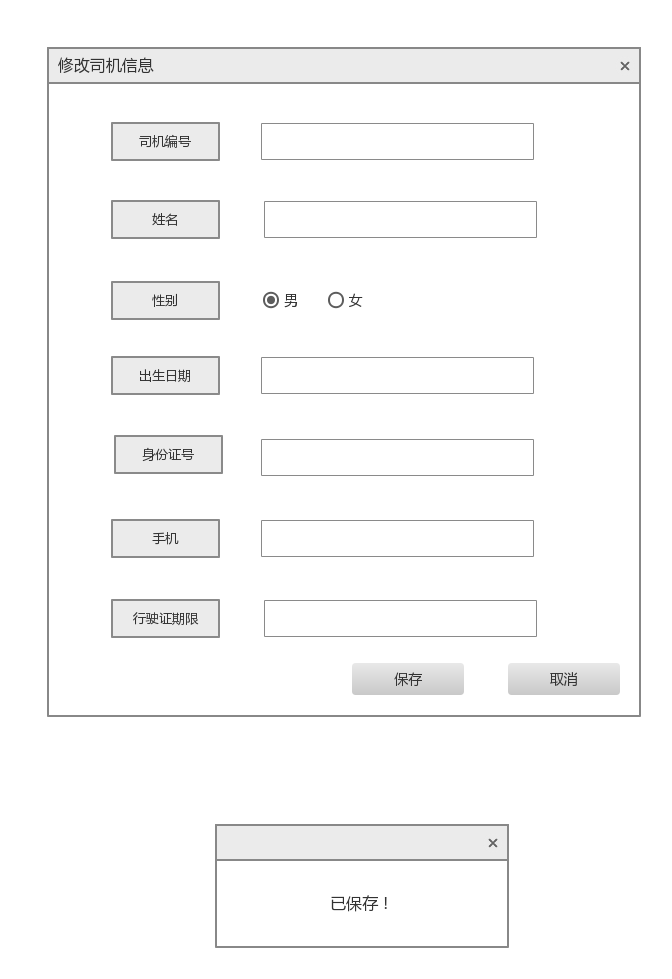 修改司机信息
司机编号
姓名
性别 男 女
出生日期
身份证号
手机
行驶证期限
保存 取消
已保存！